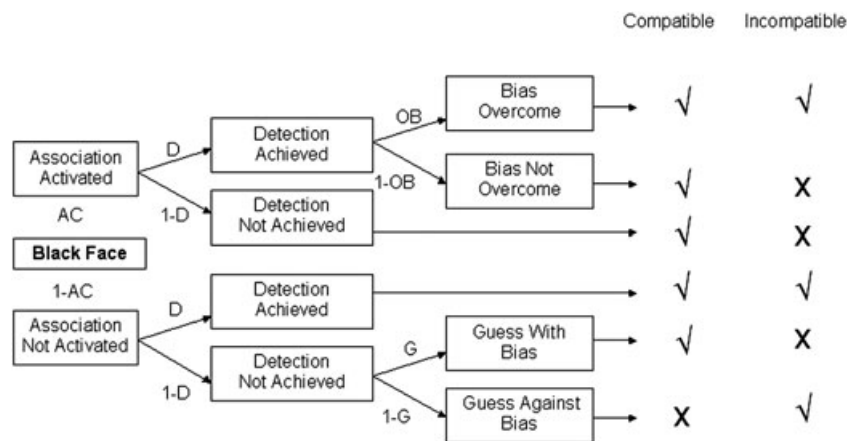 Compatible Incompatible
Bias
Overcome
OB
Detection
Achieved
D
Association
Activated
Bias Not
Overcome
1-OB
AC
1-D
Detection
Not Achieved
Black Face
1-AC
Detection
Achieved
D
Association
Not Activated
Guess With
Bias
G
Detection
Not Achieved
1-D
Guess Against
Bias
1-G
√ √
√ X
√ X
√ √
√ X
X √